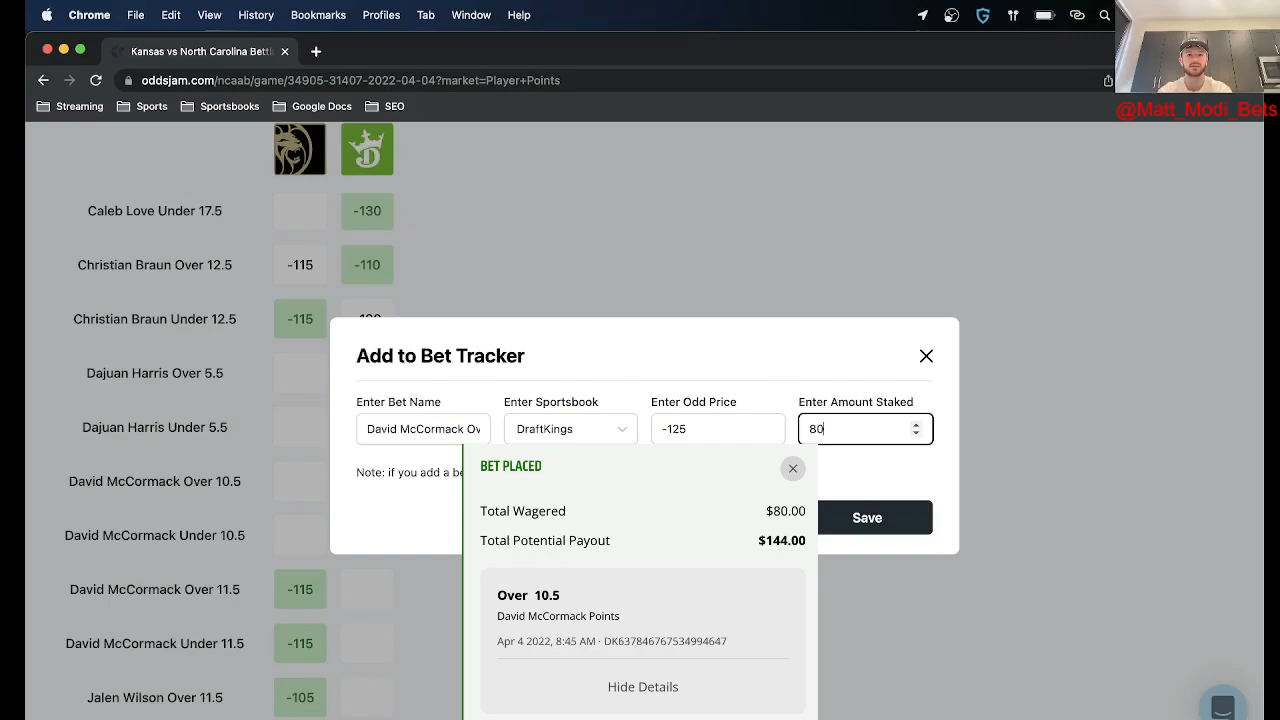 Chrome File Edit View History Bookmarks Profiles Tab Window Help
Kansas vs North Carolina Betti
oddsjam.com/ncaab/game/34905-31407-2022-04-04?market=Player+Points
Streaming Sports Sportsbooks Google Docs SEO
@Matt_Modi_Bets
Caleb Love Under 17.5 -130
Christian Braun Over 12.5 -115 -110
Christian Braun Under 12.5 -115
Dajuan Harris Over 5.5
Dajuan Harris Under 5.5
David McCormack Over 10.5
David McCormack Under 10.5
David McCormack Over 11.5 -115
David McCormack Under 11.5 -115
Jalen Wilson Over 11.5 -105
Add to Bet Tracker
Enter Bet Name Enter Sportsbook Enter Odd Price Enter Amount Staked
David McCormack Ov DraftKings -125 80
Note: if you add a be
Save
BET PLACED
Total Wagered $80.00
Total Potential Payout $144.00
Over 10.5
David McCormack Points
Apr 4 2022, 8:45 AM · DK637846767534994647
Hide Details